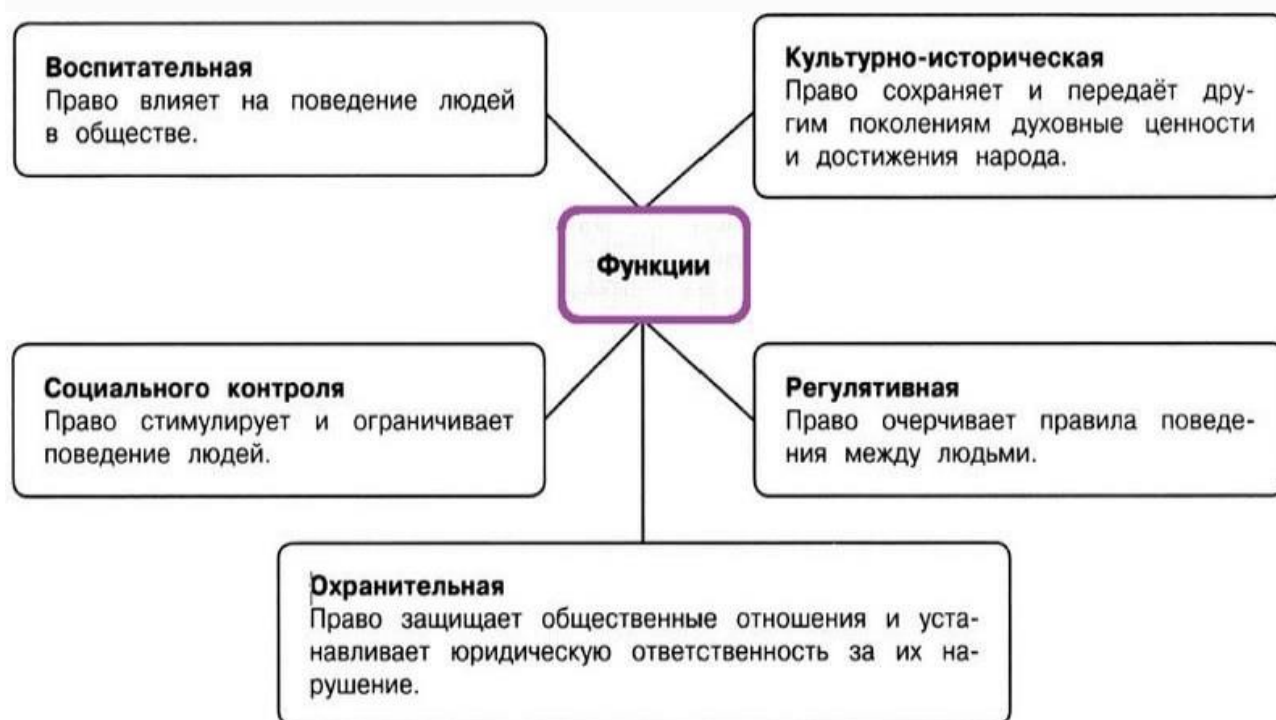 Воспитательная
Право влияет на поведение людей
в обществе.
Культурно-историческая
Право сохраняет и передаёт дру-
гим поколениям духовные ценности
и достижения народа.
Функции
Социального контроля
Право стимулирует и ограничивает
поведение людей.
Регулятивная
Право очерчивает правила поведе-
ния между людьми.
Охранительная
Право защищает общественные отношения и уста-
навливает юридическую ответственность за их на-
рушение.